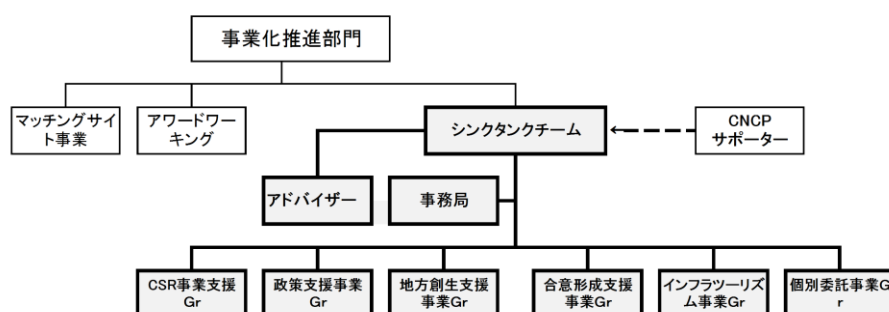 事業化推進部門
マッチングサイ
ト事業
アワードワー
キング
シンクタンクチーム
CNCP
サポーター
アドバイザー
事務局
CSR事業支援
Gr
政策支援事業
Gr
地方創生支援
事業Gr
合意形成支援
事業Gr
インフラツーリズ
ム事業Gr
個別委託事業G
r